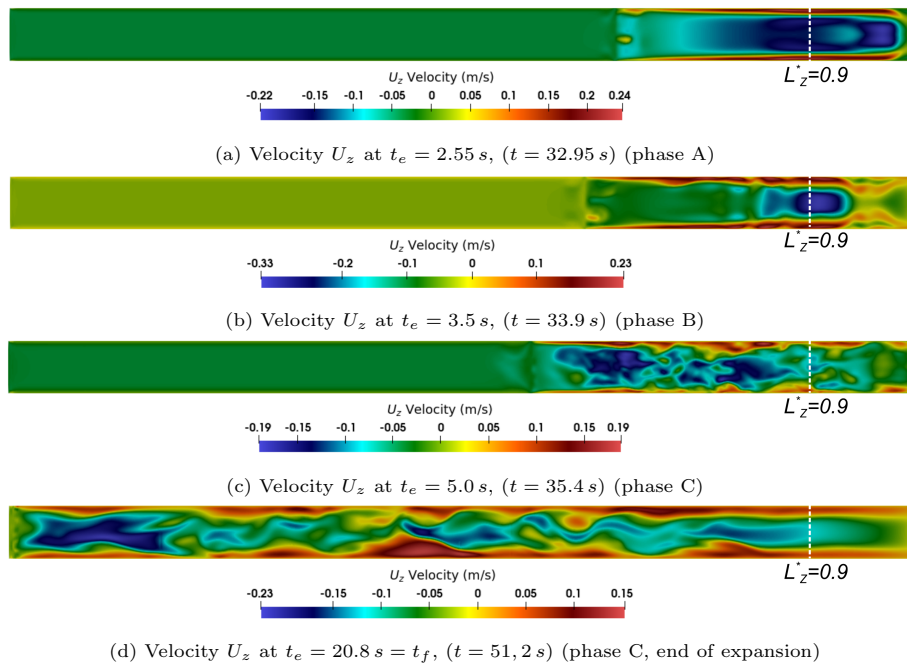 L*Z=0.9
Uz Velocity (m/s)
-0.22 -0.15 -0.1 -0.05 0 0.05 0.1 0.15 0.2 0.24
(a) Velocity Uz at te = 2.55 s, (t = 32.95 s) (phase A)
L*Z=0.9
Uz Velocity (m/s)
-0.33 -0.2 -0.1 0 0.1 0.23
(b) Velocity Uz at te = 3.5 s, (t = 33.9 s) (phase B)
L*Z=0.9
Uz Velocity (m/s)
-0.19 -0.15 -0.1 -0.05 0 0.05 0.1 0.15 0.19
(c) Velocity Uz at te = 5.0 s, (t = 35.4 s) (phase C)
L*Z=0.9
Uz Velocity (m/s)
-0.23 -0.15 -0.1 -0.05 0 0.05 0.1 0.15
(d) Velocity Uz at te = 20.8 s = tf, (t = 51, 2 s) (phase C, end of expansion)